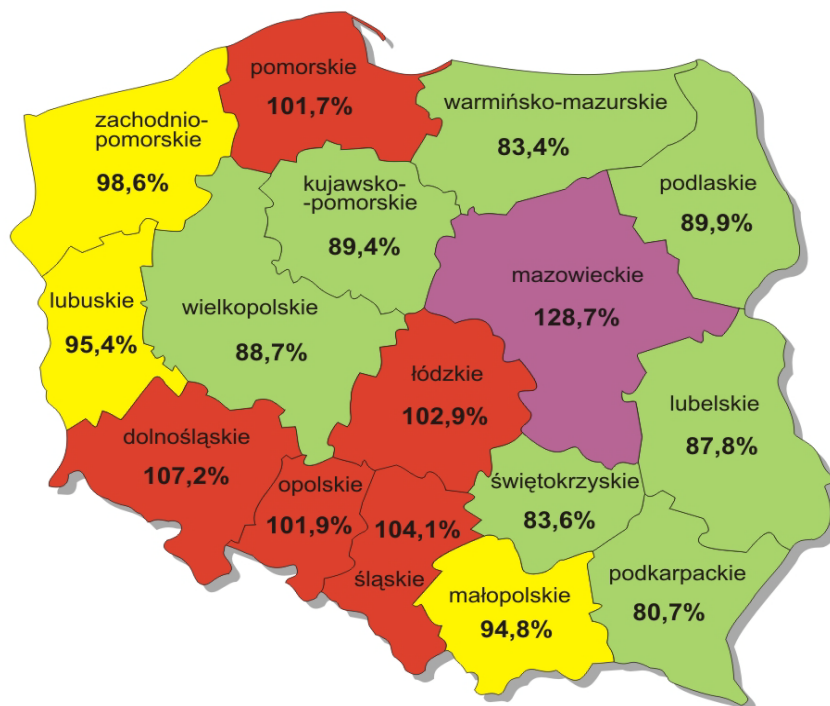 pomorskie
101,7%
zachodnio-
pomorskie
98,6%
warmińsko-mazurskie
83,4%
kujawsko-
-pomorskie
89,4%
podlaskie
89,9%
mazowieckie
128,7%
lubuskie
95,4%
wielkopolskie
88,7%
łódzkie
102,9%
lubelskie
87,8%
dolnośląskie
107,2%
opolskie
101,9%
104,1%
śląskie
świętokrzyskie
83,6%
małopolskie
94,8%
podkarpackie
80,7%